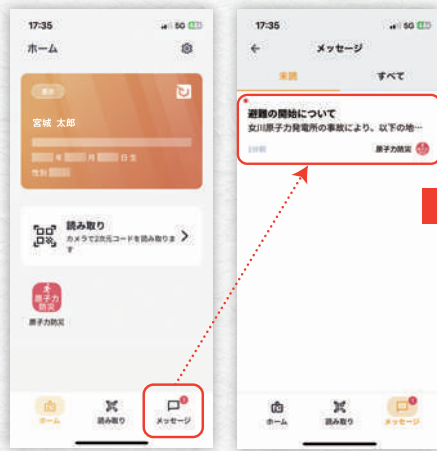 17:35
5G
ホーム
宮城 太郎
年 月 日生
性別
読み取り
カメラで2次元コードを読み取りま
す
原子力
防災
原子力防災
ホーム
読み取り
メッセージ
17:35
5G
メッセージ
未読
すべて
避難の開始について
女川原子力発電所の事故により、以下の地…
原子力防災
ホーム
読み取り
メッセージ